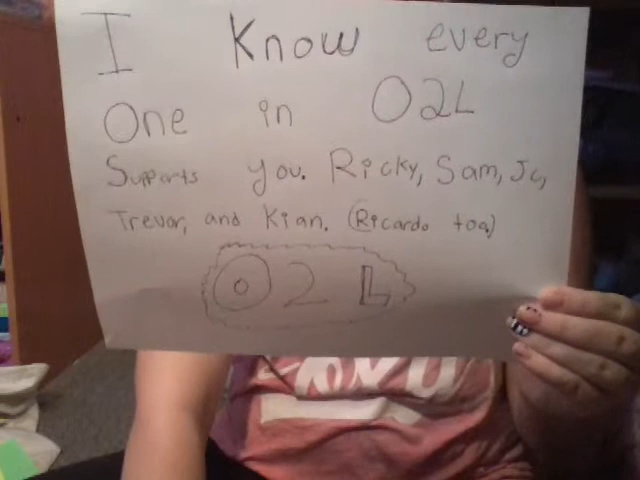 I Know every
One in O2L
Supports you. Ricky, Sam, Jc,
Trevor, and Kian. (Ricardo too)
O2L